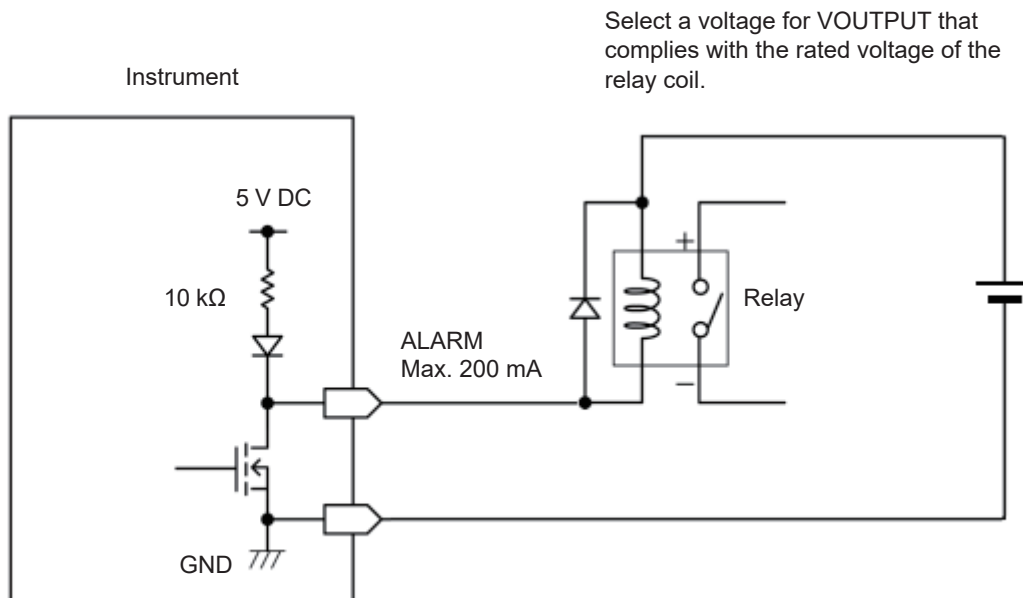 Select a voltage for VOUTPUT that
complies with the rated voltage of the
relay coil.
Instrument
5 V DC
10 kΩ
ALARM
Max. 200 mA
+
Relay
−
GND